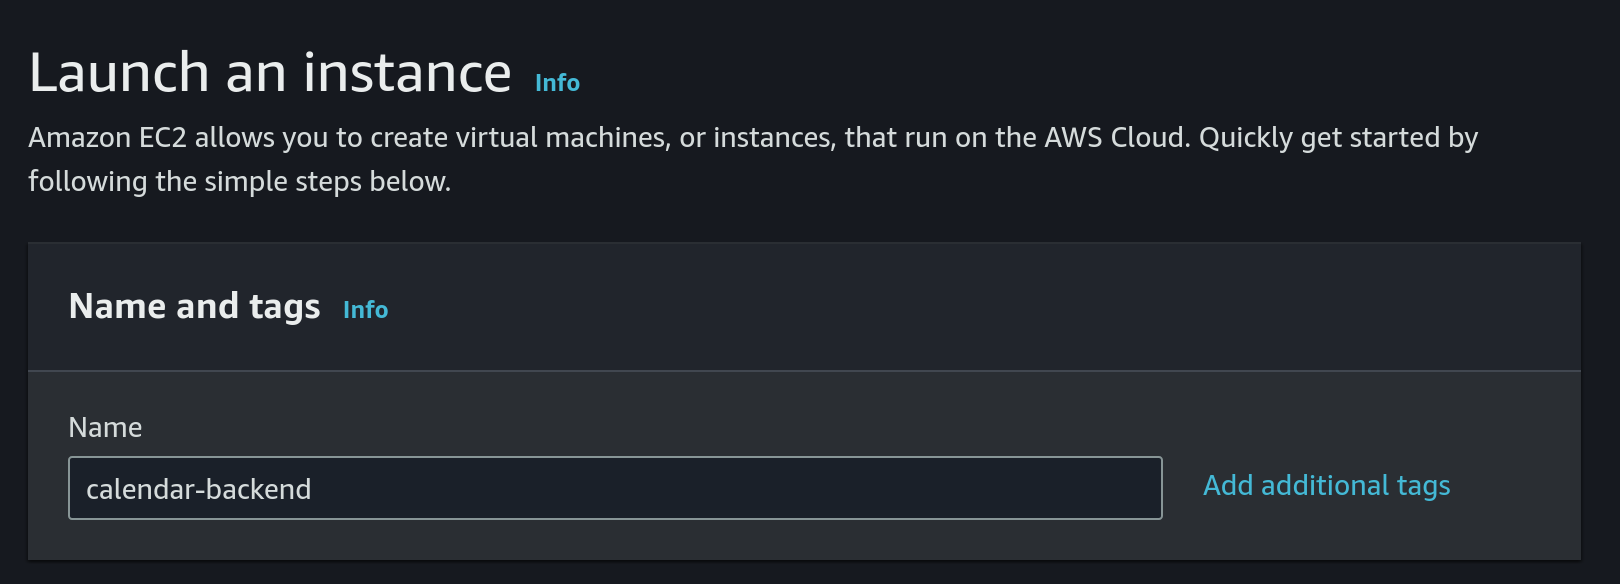 Launch an instance Info
Amazon EC2 allows you to create virtual machines, or instances, that run on the AWS Cloud. Quickly get started by
following the simple steps below.
Name and tags Info
Name
calendar-backend
Add additional tags